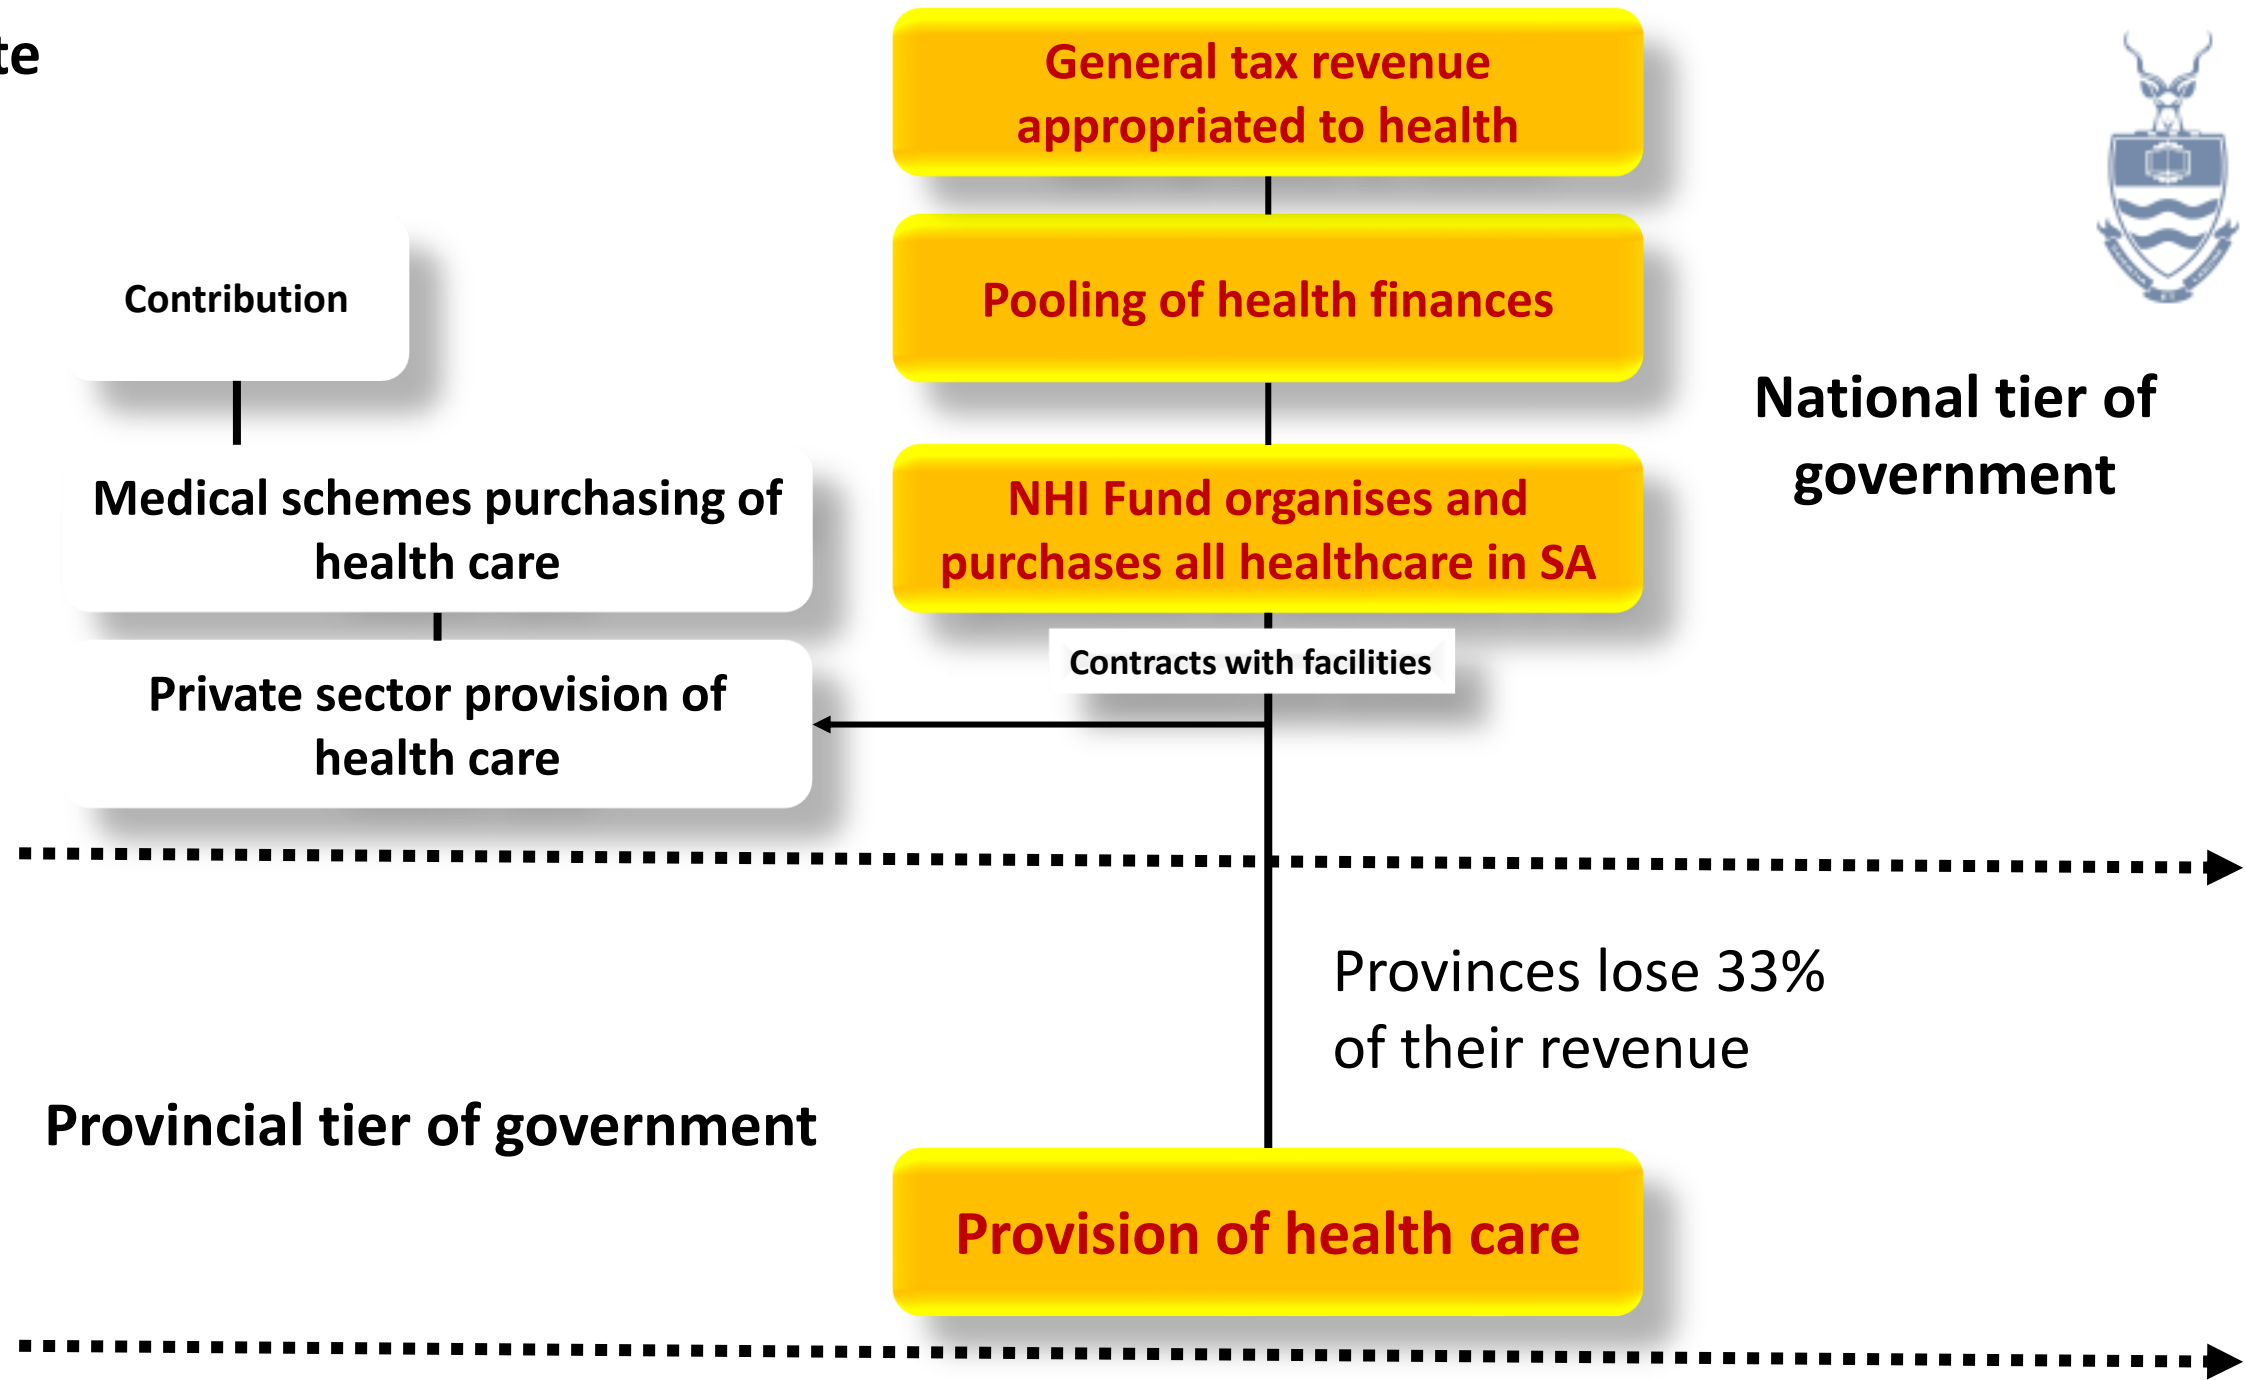 te
General tax revenue
appropriated to health
Contribution
Pooling of health finances
National tier of
government
Medical schemes purchasing of
health care
NHI Fund organises and
purchases all healthcare in SA
Contracts with facilities
Private sector provision of
health care
Provinces lose 33%
of their revenue
Provincial tier of government
Provision of health care